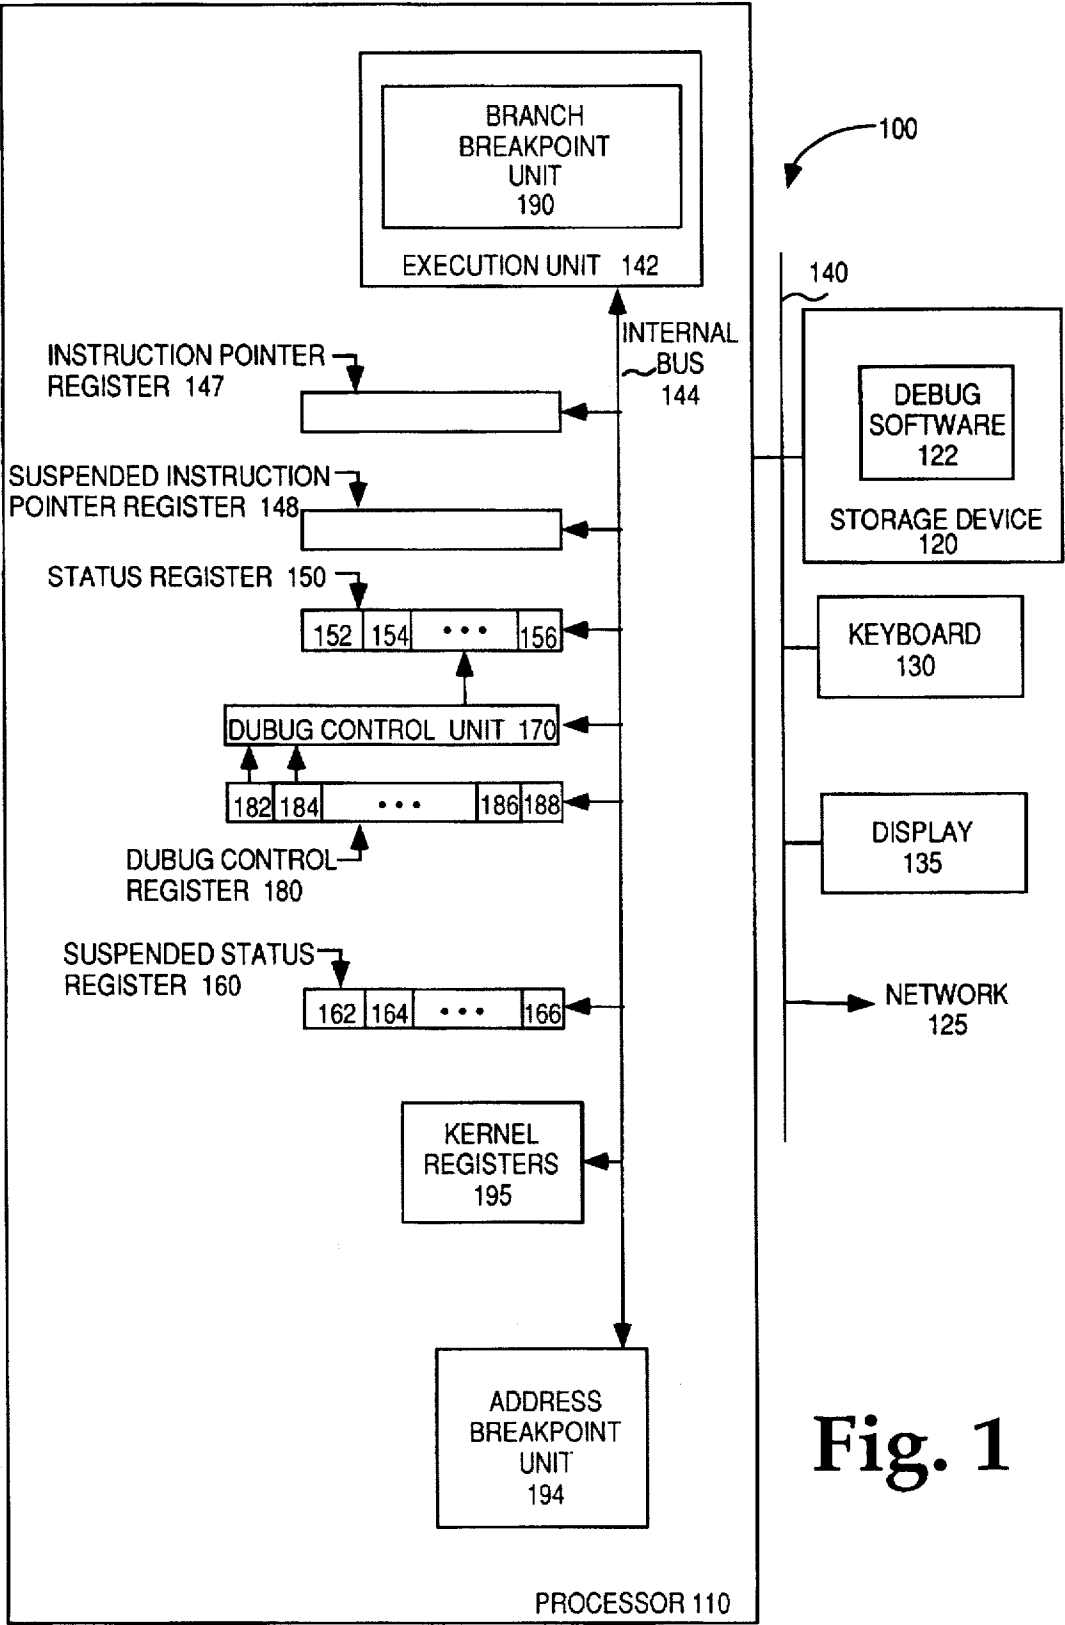 BRANCH
BREAKPOINT
UNIT
190
EXECUTION UNIT 142
100
140
INTERNAL
BUS
144
INSTRUCTION POINTER
REGISTER 147
SUSPENDED INSTRUCTION
POINTER REGISTER 148
STATUS REGISTER 150
152 154 ••• 156
DUBUG CONTROL UNIT 170
182 184 ••• 186 188
DUBUG CONTROL
REGISTER 180
SUSPENDED STATUS
REGISTER 160
162 164 ••• 166
KERNEL
REGISTERS
195
ADDRESS
BREAKPOINT
UNIT
194
PROCESSOR 110
DEBUG
SOFTWARE
122
STORAGE DEVICE
120
KEYBOARD
130
DISPLAY
135
NETWORK
125
Fig. 1